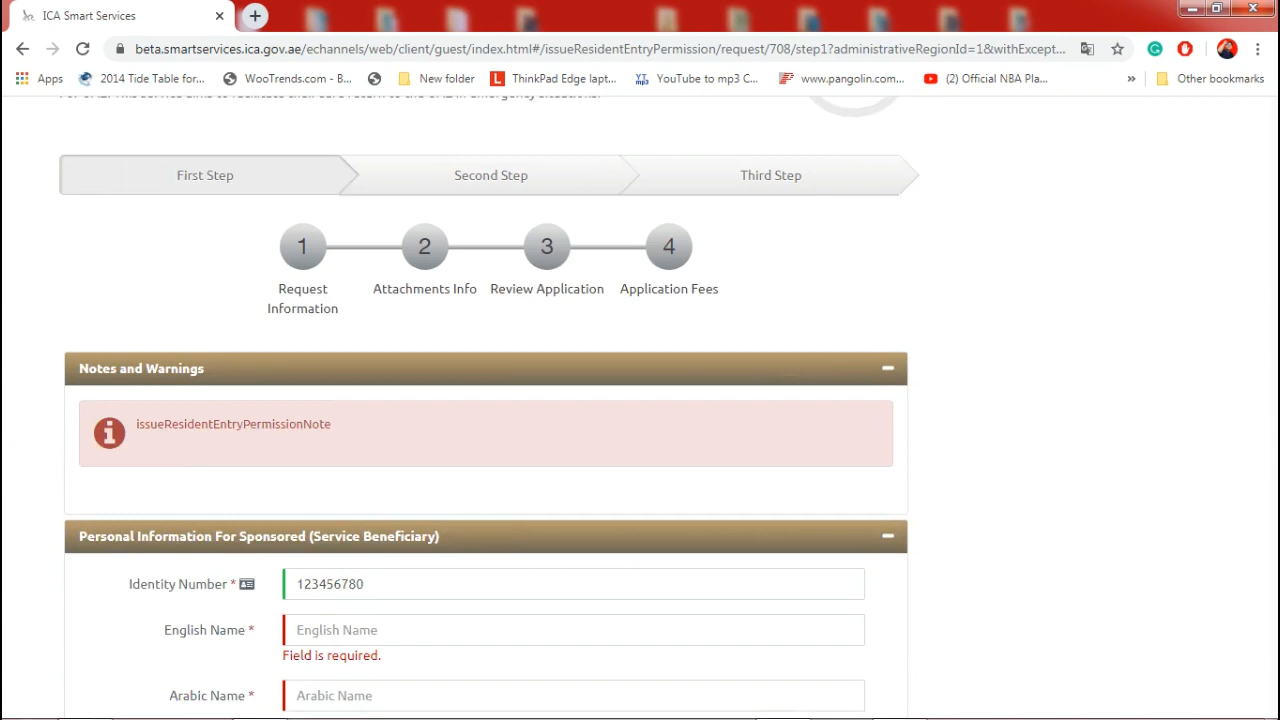 ICA Smart Services
beta.smartservices.ica.gov.ae/echannels/web/client/guest/index.html#/issueResidentEntryPermission/request/708/step1?administrativeRegionId=1&withExcept...
Apps
2014 Tide Table for...
WooTrends.com - B...
New folder
ThinkPad Edge lapt...
YouTube to mp3 C...
www.pangolin.com...
(2) Official NBA Pla...
»
Other bookmarks
First Step
Second Step
Third Step
1
2
3
4
Request
Information
Attachments Info
Review Application
Application Fees
Notes and Warnings
issueResidentEntryPermissionNote
Personal Information For Sponsored (Service Beneficiary)
Identity Number * 123456780
English Name * English Name
Field is required.
Arabic Name * Arabic Name